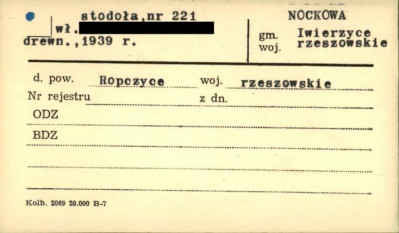 stodoła,nr 221
wł.
drewn.,1939 r.
NOCKOWA
gm. Iwierzyce
woj. rzeszowskie
d. pow. Ropczyce woj. rzeszowskie
Nr rejestru z dn.
ODZ
BDZ
Kolb. 2069 20.000 B-7